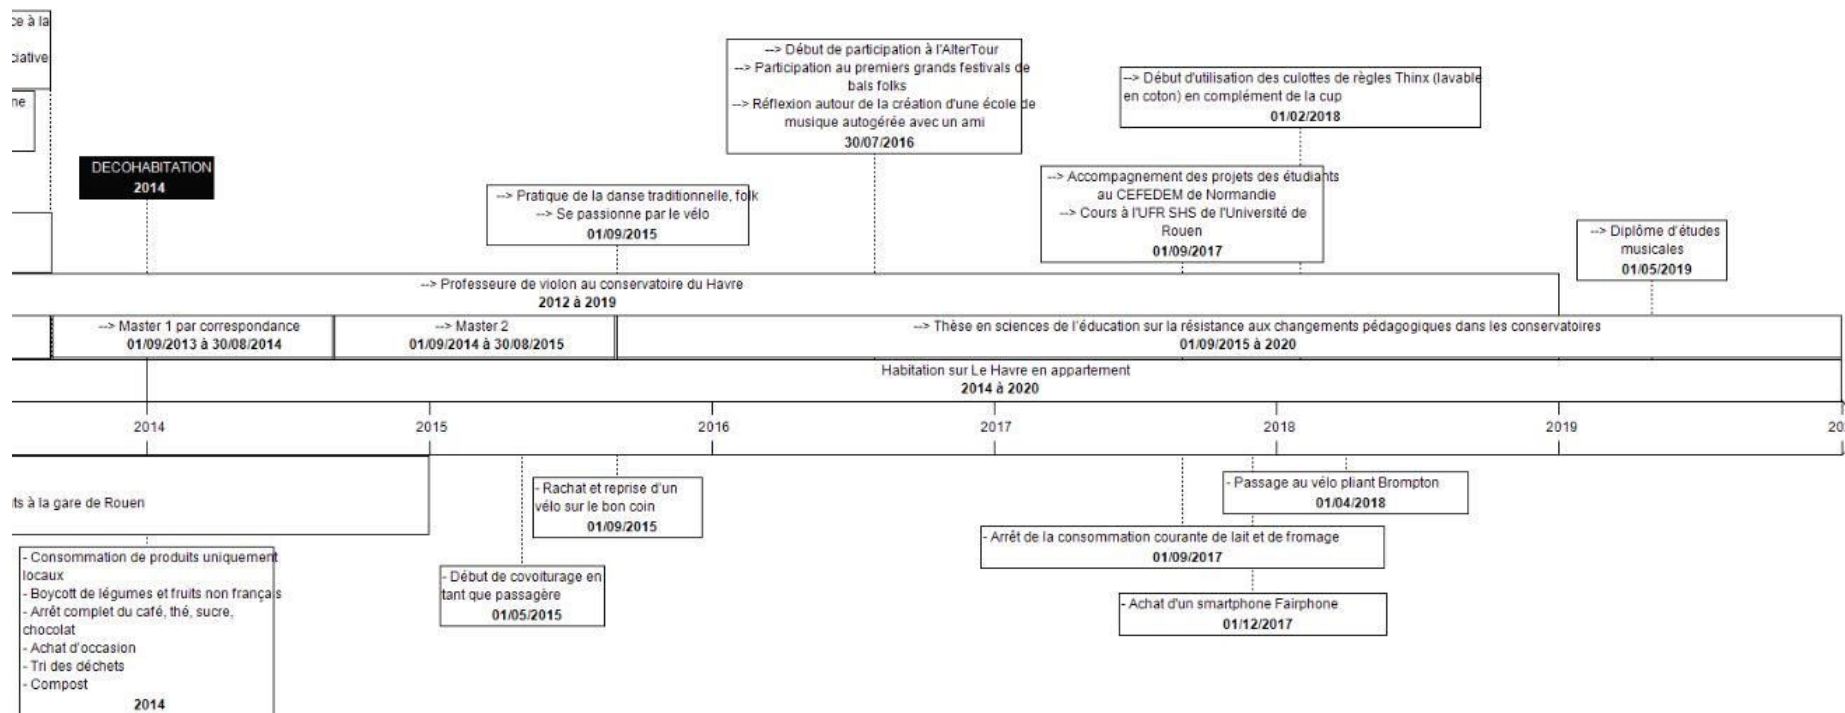 ce à la
ciative
ne
DECOHABITATION
2014
--> Pratique de la danse traditionnelle, folk
--> Se passionne par le vélo
01/09/2015
--> Début de participation à l'AlterTour
--> Participation au premiers grands festivals de
bals folks
--> Réflexion autour de la création d'une école de
musique autogérée avec un ami
30/07/2016
--> Début d'utilisation des culottes de règles Thinx (lavable
en coton) en complément de la cup
01/02/2018
--> Accompagnement des projets des étudiants
au CEFEDEM de Normandie
--> Cours à l'UFR SHS de l'Université de
Rouen
01/09/2017
--> Diplôme d'études
musicales
01/05/2019
--> Professeure de violon au conservatoire du Havre
2012 à 2019
--> Master 1 par correspondance
01/09/2013 à 30/08/2014
--> Master 2
01/09/2014 à 30/08/2015
--> Thèse en sciences de l'éducation sur la résistance aux changements pédagogiques dans les conservatoires
01/09/2015 à 2020
Habitation sur Le Havre en appartement
2014 à 2020
2014 2015 2016 2017 2018 2019 20
ts à la gare de Rouen
- Consommation de produits uniquement
locaux
- Boycott de légumes et fruits non français
- Arrêt complet du café, thé, sucre,
chocolat
- Achat d'occasion
- Tri des déchets
- Compost
2014
- Début de covoiturage en
tant que passagère
01/05/2015
- Rachat et reprise d'un
vélo sur le bon coin
01/09/2015
- Arrêt de la consommation courante de lait et de fromage
01/09/2017
- Passage au vélo pliant Brompton
01/04/2018
- Achat d'un smartphone Fairphone
01/12/2017